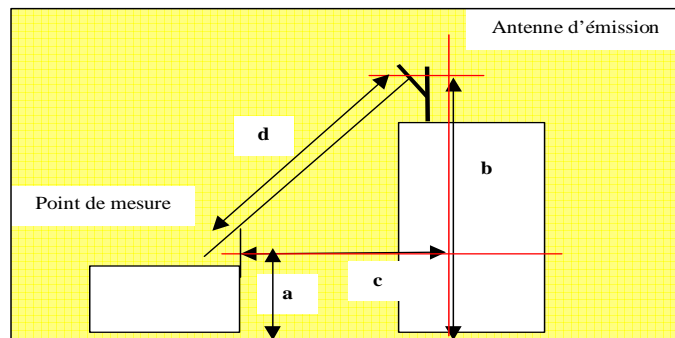 Antenne d'émission
d
b
Point de mesure
a
c